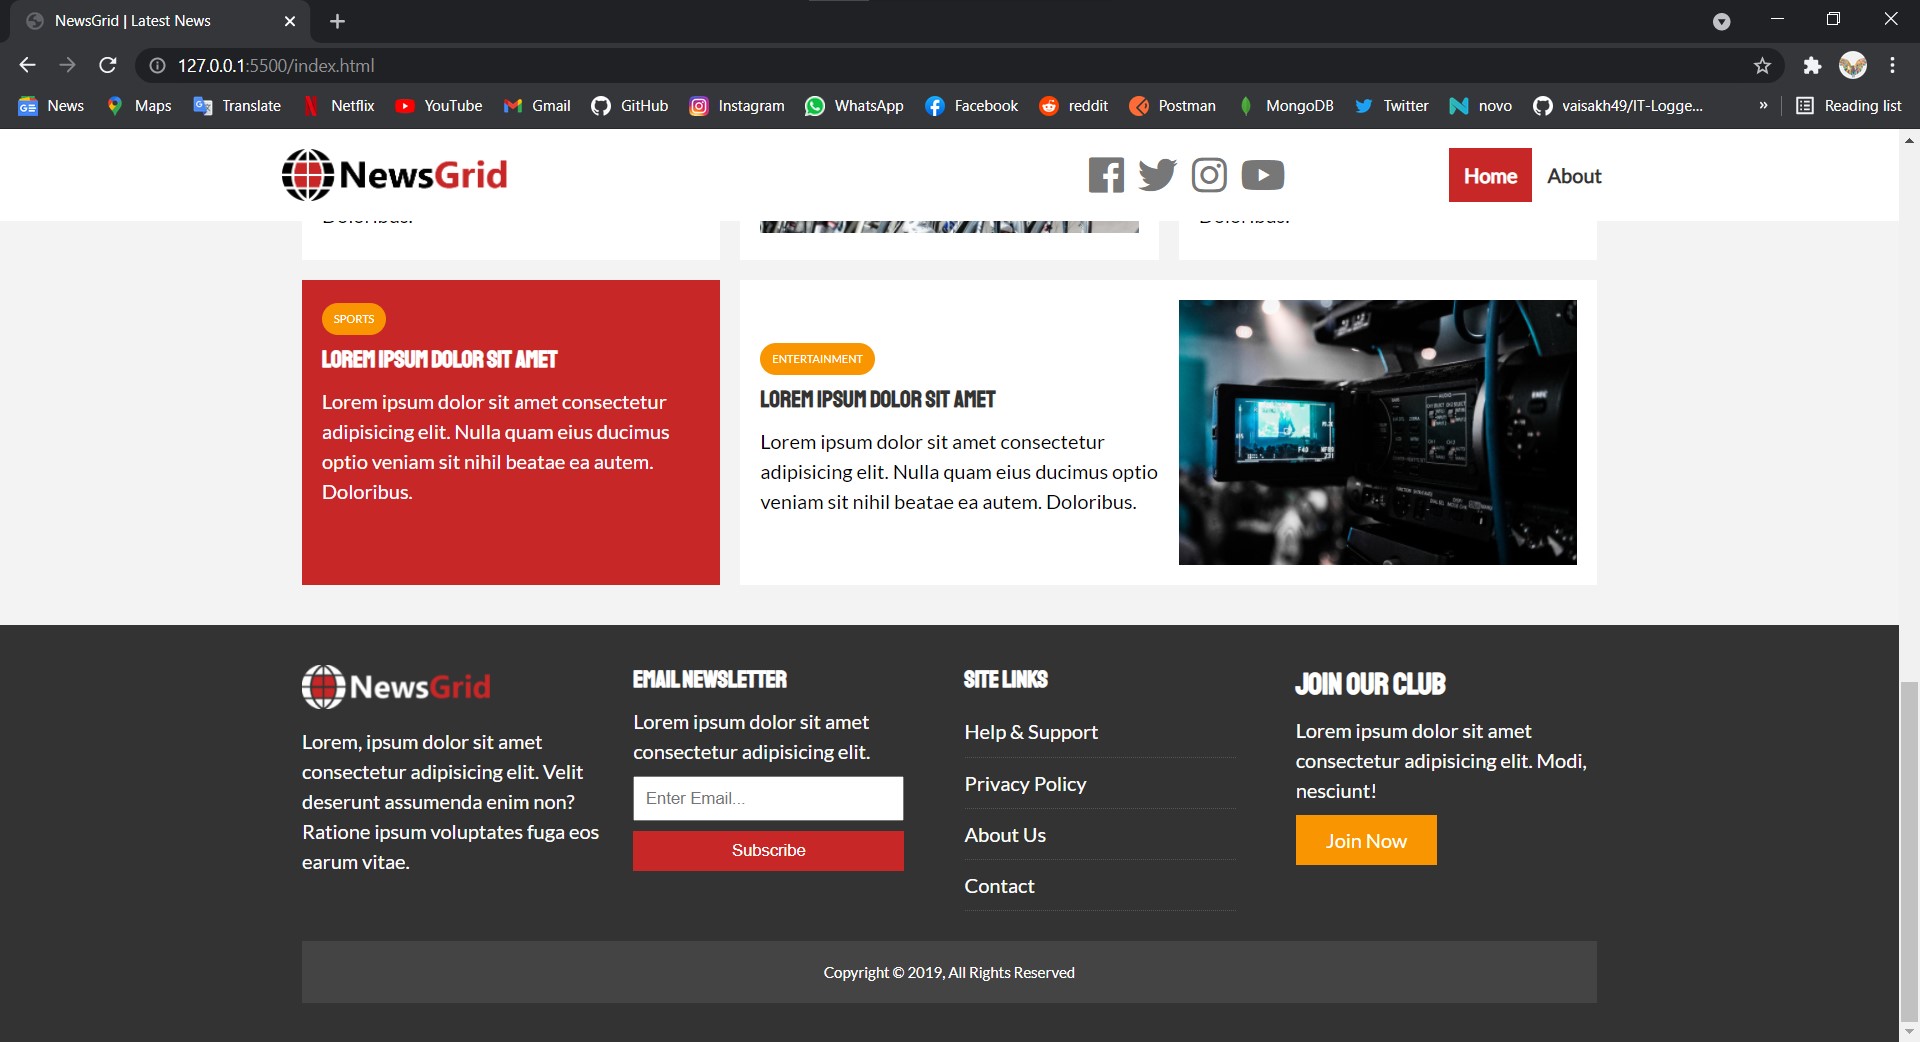 NewsGrid | Latest News
127.0.0.1:5500/index.html
News Maps Translate Netflix YouTube Gmail GitHub Instagram WhatsApp Facebook reddit Postman MongoDB Twitter novo vaisakh49/IT-Logge... » Reading list
NewsGrid
Home About
SPORTS
LOREM IPSUM DOLOR SIT AMET
Lorem ipsum dolor sit amet consectetur
adipisicing elit. Nulla quam eius ducimus
optio veniam sit nihil beatae ea autem.
Doloribus.
ENTERTAINMENT
LOREM IPSUM DOLOR SIT AMET
Lorem ipsum dolor sit amet consectetur
adipisicing elit. Nulla quam eius ducimus optio
veniam sit nihil beatae ea autem. Doloribus.
NewsGrid
Lorem, ipsum dolor sit amet
consectetur adipisicing elit. Velit
deserunt assumenda enim non?
Ratione ipsum voluptates fuga eos
earum vitae.
EMAIL NEWSLETTER
Lorem ipsum dolor sit amet
consectetur adipisicing elit.
Enter Email...
Subscribe
SITE LINKS
Help & Support
Privacy Policy
About Us
Contact
JOIN OUR CLUB
Lorem ipsum dolor sit amet
consectetur adipisicing elit. Modi,
nesciunt!
Join Now
Copyright © 2019, All Rights Reserved